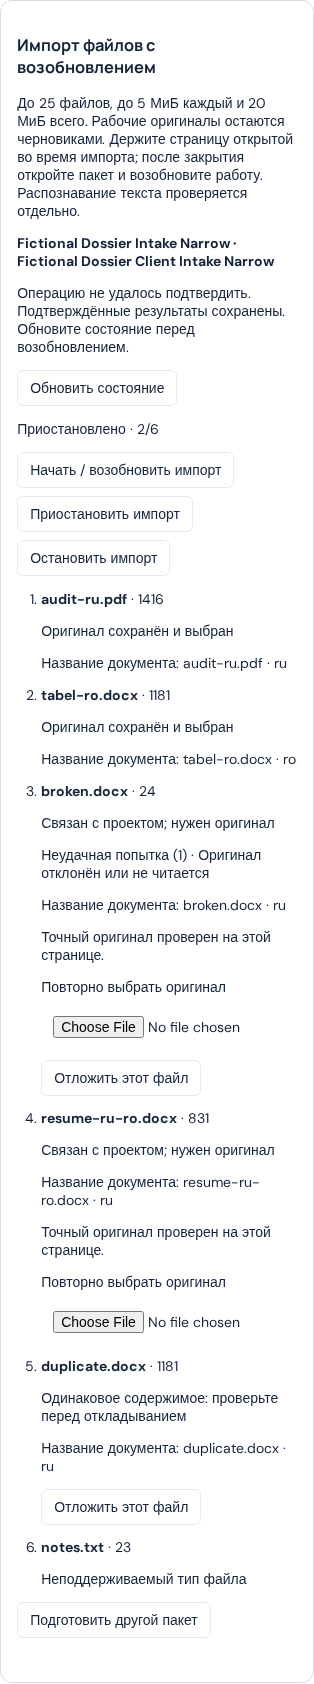 Импорт файлов с
возобновлением
До 25 файлов, до 5 МиБ каждый и 20
МиБ всего. Рабочие оригиналы остаются
черновиками. Держите страницу открытой
во время импорта; после закрытия
откройте пакет и возобновите работу.
Распознавание текста проверяется
отдельно.
Fictional Dossier Intake Narrow ·
Fictional Dossier Client Intake Narrow
Операцию не удалось подтвердить.
Подтверждённые результаты сохранены.
Обновите состояние перед
возобновлением.
Обновить состояние
Приостановлено · 2/6
Начать / возобновить импорт
Приостановить импорт
Остановить импорт
1. audit-ru.pdf · 1416
Оригинал сохранён и выбран
Название документа: audit-ru.pdf · ru
2. tabel-ro.docx · 1181
Оригинал сохранён и выбран
Название документа: tabel-ro.docx · ro
3. broken.docx · 24
Связан с проектом; нужен оригинал
Неудачная попытка (1) · Оригинал
отклонён или не читается
Название документа: broken.docx · ru
Точный оригинал проверен на этой
странице.
Повторно выбрать оригинал
Choose File No file chosen
Отложить этот файл
4. resume-ru-ro.docx · 831
Связан с проектом; нужен оригинал
Название документа: resume-ru-
ro.docx · ru
Точный оригинал проверен на этой
странице.
Повторно выбрать оригинал
Choose File No file chosen
5. duplicate.docx · 1181
Одинаковое содержимое: проверьте
перед откладыванием
Название документа: duplicate.docx ·
ru
Отложить этот файл
6. notes.txt · 23
Неподдерживаемый тип файла
Подготовить другой пакет